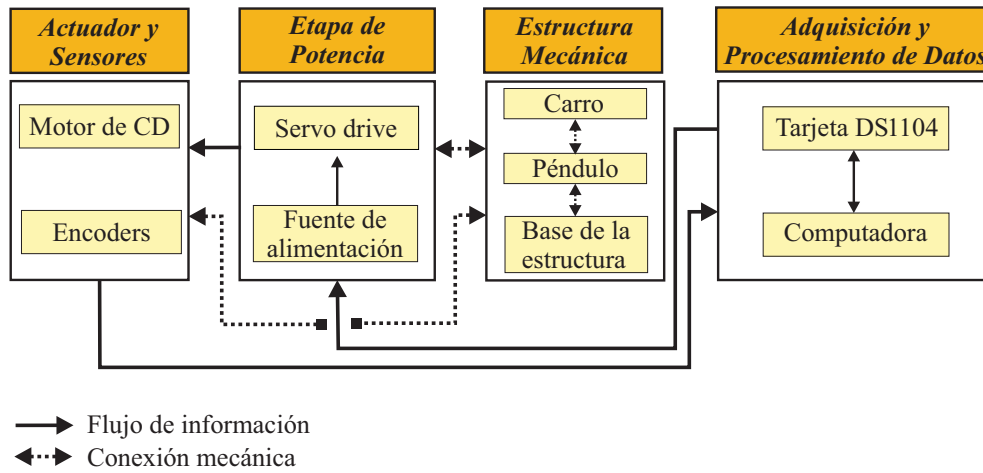 Actuador y
Sensores
Motor de CD
Encoders
Etapa de
Potencia
Servo drive
Fuente de
alimentación
Estructura
Mecánica
Carro
Péndulo
Base de la
estructura
Adquisición y
Procesamiento de Datos
Tarjeta DS1104
Computadora
Flujo de información
Conexión mecánica